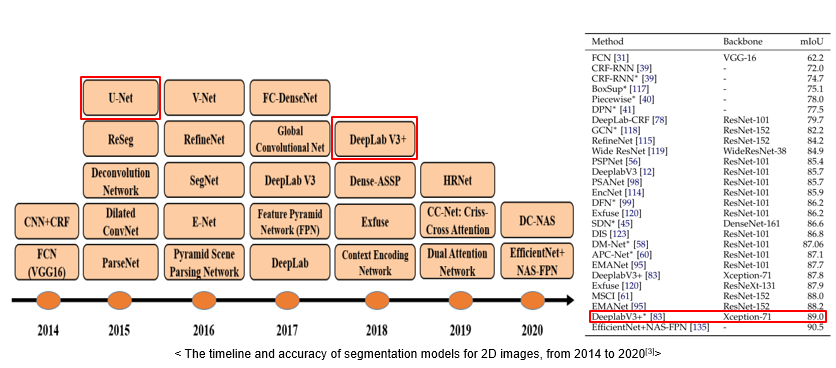 U-Net
V-Net
FC-DenseNet
ReSeg
RefineNet
Global
Convolutional Net
DeepLab V3+
Deconvolution
Network
SegNet
DeepLab V3
Dense-ASSP
HRNet
CNN+CRF
Dilated
ConvNet
E-Net
Feature Pyramid
Network (FPN)
Exfuse
CC-Net: Criss-
Cross Attention
DC-NAS
FCN
(VGG16)
ParseNet
Pyramid Scene
Parsing Network
DeepLab
Context Encoding
Network
Dual Attention
Network
EfficientNet+
NAS-FPN
2014 2015 2016 2017 2018 2019 2020
Method Backbone mIoU
FCN [31] VGG-16 62.2
CRF-RNN [39] - 72.0
CRF-RNN* [39] - 74.7
BoxSup* [117] - 75.1
Piecewise* [40] - 78.0
DPN* [41] - 77.5
DeepLab-CRF [78] ResNet-101 79.7
GCN* [118] ResNet-152 82.2
RefineNet [115] ResNet-152 84.2
Wide ResNet [119] WideResNet-38 84.9
PSPNet [56] ResNet-101 85.4
DeeplabV3 [12] ResNet-101 85.7
PSANet [98] ResNet-101 85.7
EncNet [114] ResNet-101 85.9
DFN* [99] ResNet-101 86.2
Exfuse [120] ResNet-101 86.2
SDN* [45] DenseNet-161 86.6
DIS [123] ResNet-101 86.8
DM-Net* [58] ResNet-101 87.06
APC-Net* [60] ResNet-101 87.1
EMANet [95] ResNet-101 87.7
DeeplabV3+ [83] Xception-71 87.8
Exfuse [120] ResNeXt-131 87.9
MSCI [61] ResNet-152 88.0
EMANet [95] ResNet-152 88.2
DeeplabV3+* [83] Xception-71 89.0
EfficientNet+NAS-FPN [135] - 90.5
< The timeline and accuracy of segmentation models for 2D images, from 2014 to 2020[3]>